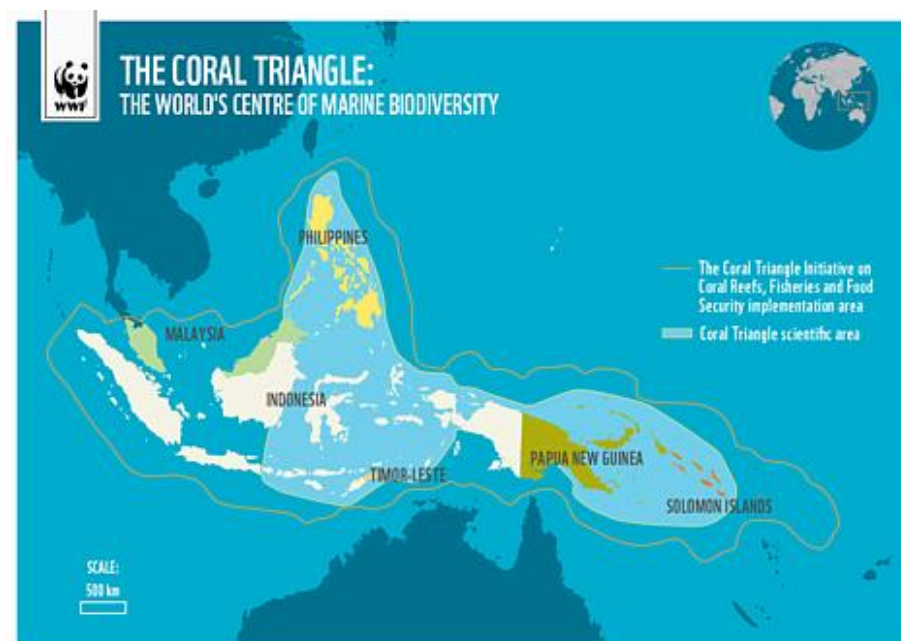 WWF
THE CORAL TRIANGLE:
THE WORLD'S CENTRE OF MARINE BIODIVERSITY
PHILIPPINES
The Coral Triangle Initiative on
Coral Reefs, Fisheries and Food
Security implementation area
Coral Triangle scientific area
MALAYSIA
INDONESIA
PAPUA NEW GUINEA
TIMOR-LESTE
SOLOMON ISLANDS
SCALE:
500 km